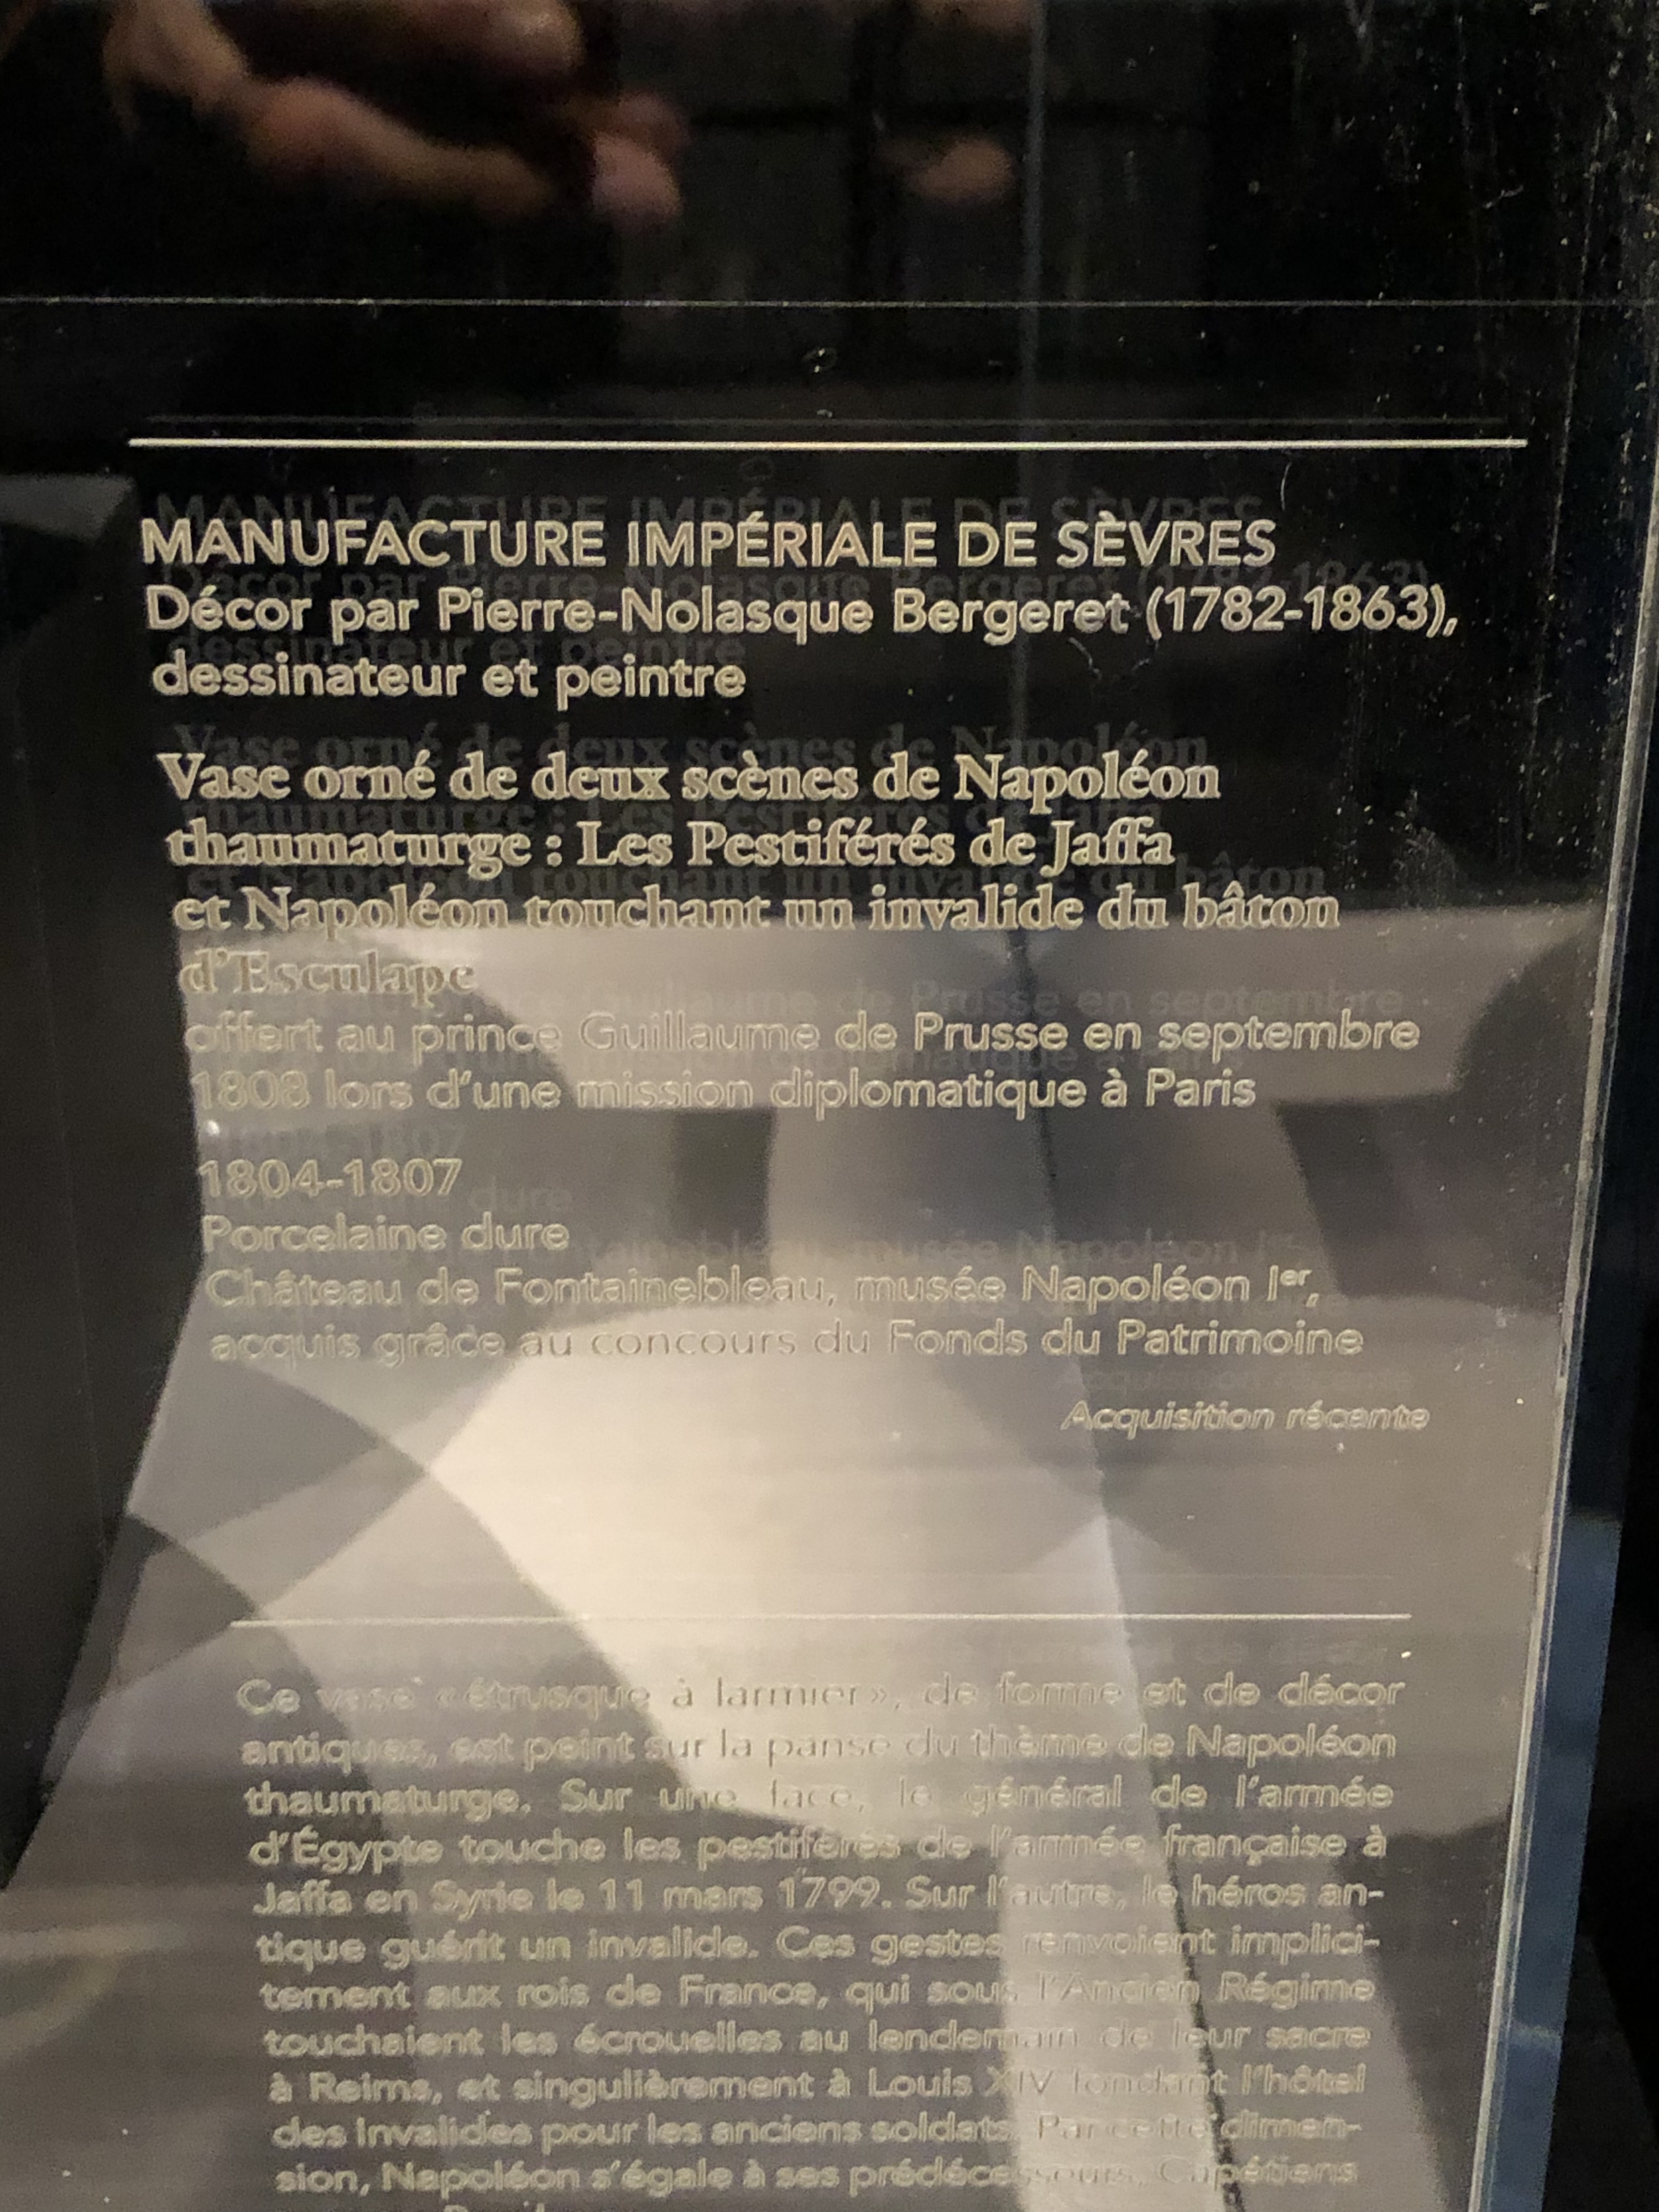 MANUFACTURE IMPÉRIALE DE SÈVRES
Décor par Pierre-Nolasque Bergeret (1782-1863),
dessinateur et peintre
Vase orné de deux scènes de Napoléon
thaumaturge : Les Pestiférés de Jaffa
et Napoléon touchant un invalide du bâton
d'Esculape
offert au prince Guillaume de Prusse en septembre
1808 lors d'une mission diplomatique à Paris
1804-1807
Porcelaine dure
Château de Fontainebleau, musée Napoléon Ier,
acquis grâce au concours du Fonds du Patrimoine
Acquisition récente
Ce vase « étrusque à larmier », de forme et de décor
antiques, est peint sur la panse du thème de Napoléon
thaumaturge. Sur une face, le général de l'armée
d'Égypte touche les pestiférés de l'armée française à
Jaffa en Syrie le 11 mars 1799. Sur l'autre, le héros an-
tique guérit un invalide. Ces gestes renvoient implici-
tement aux rois de France, qui sous l'Ancien Régime
touchaient les écrouelles au lendemain de leur sacre
à Reims, et singulièrement à Louis XIV fondant l'hôtel
des Invalides pour les anciens soldats. Par cette dimen-
sion, Napoléon s'égale à ses prédécesseurs, Capétiens